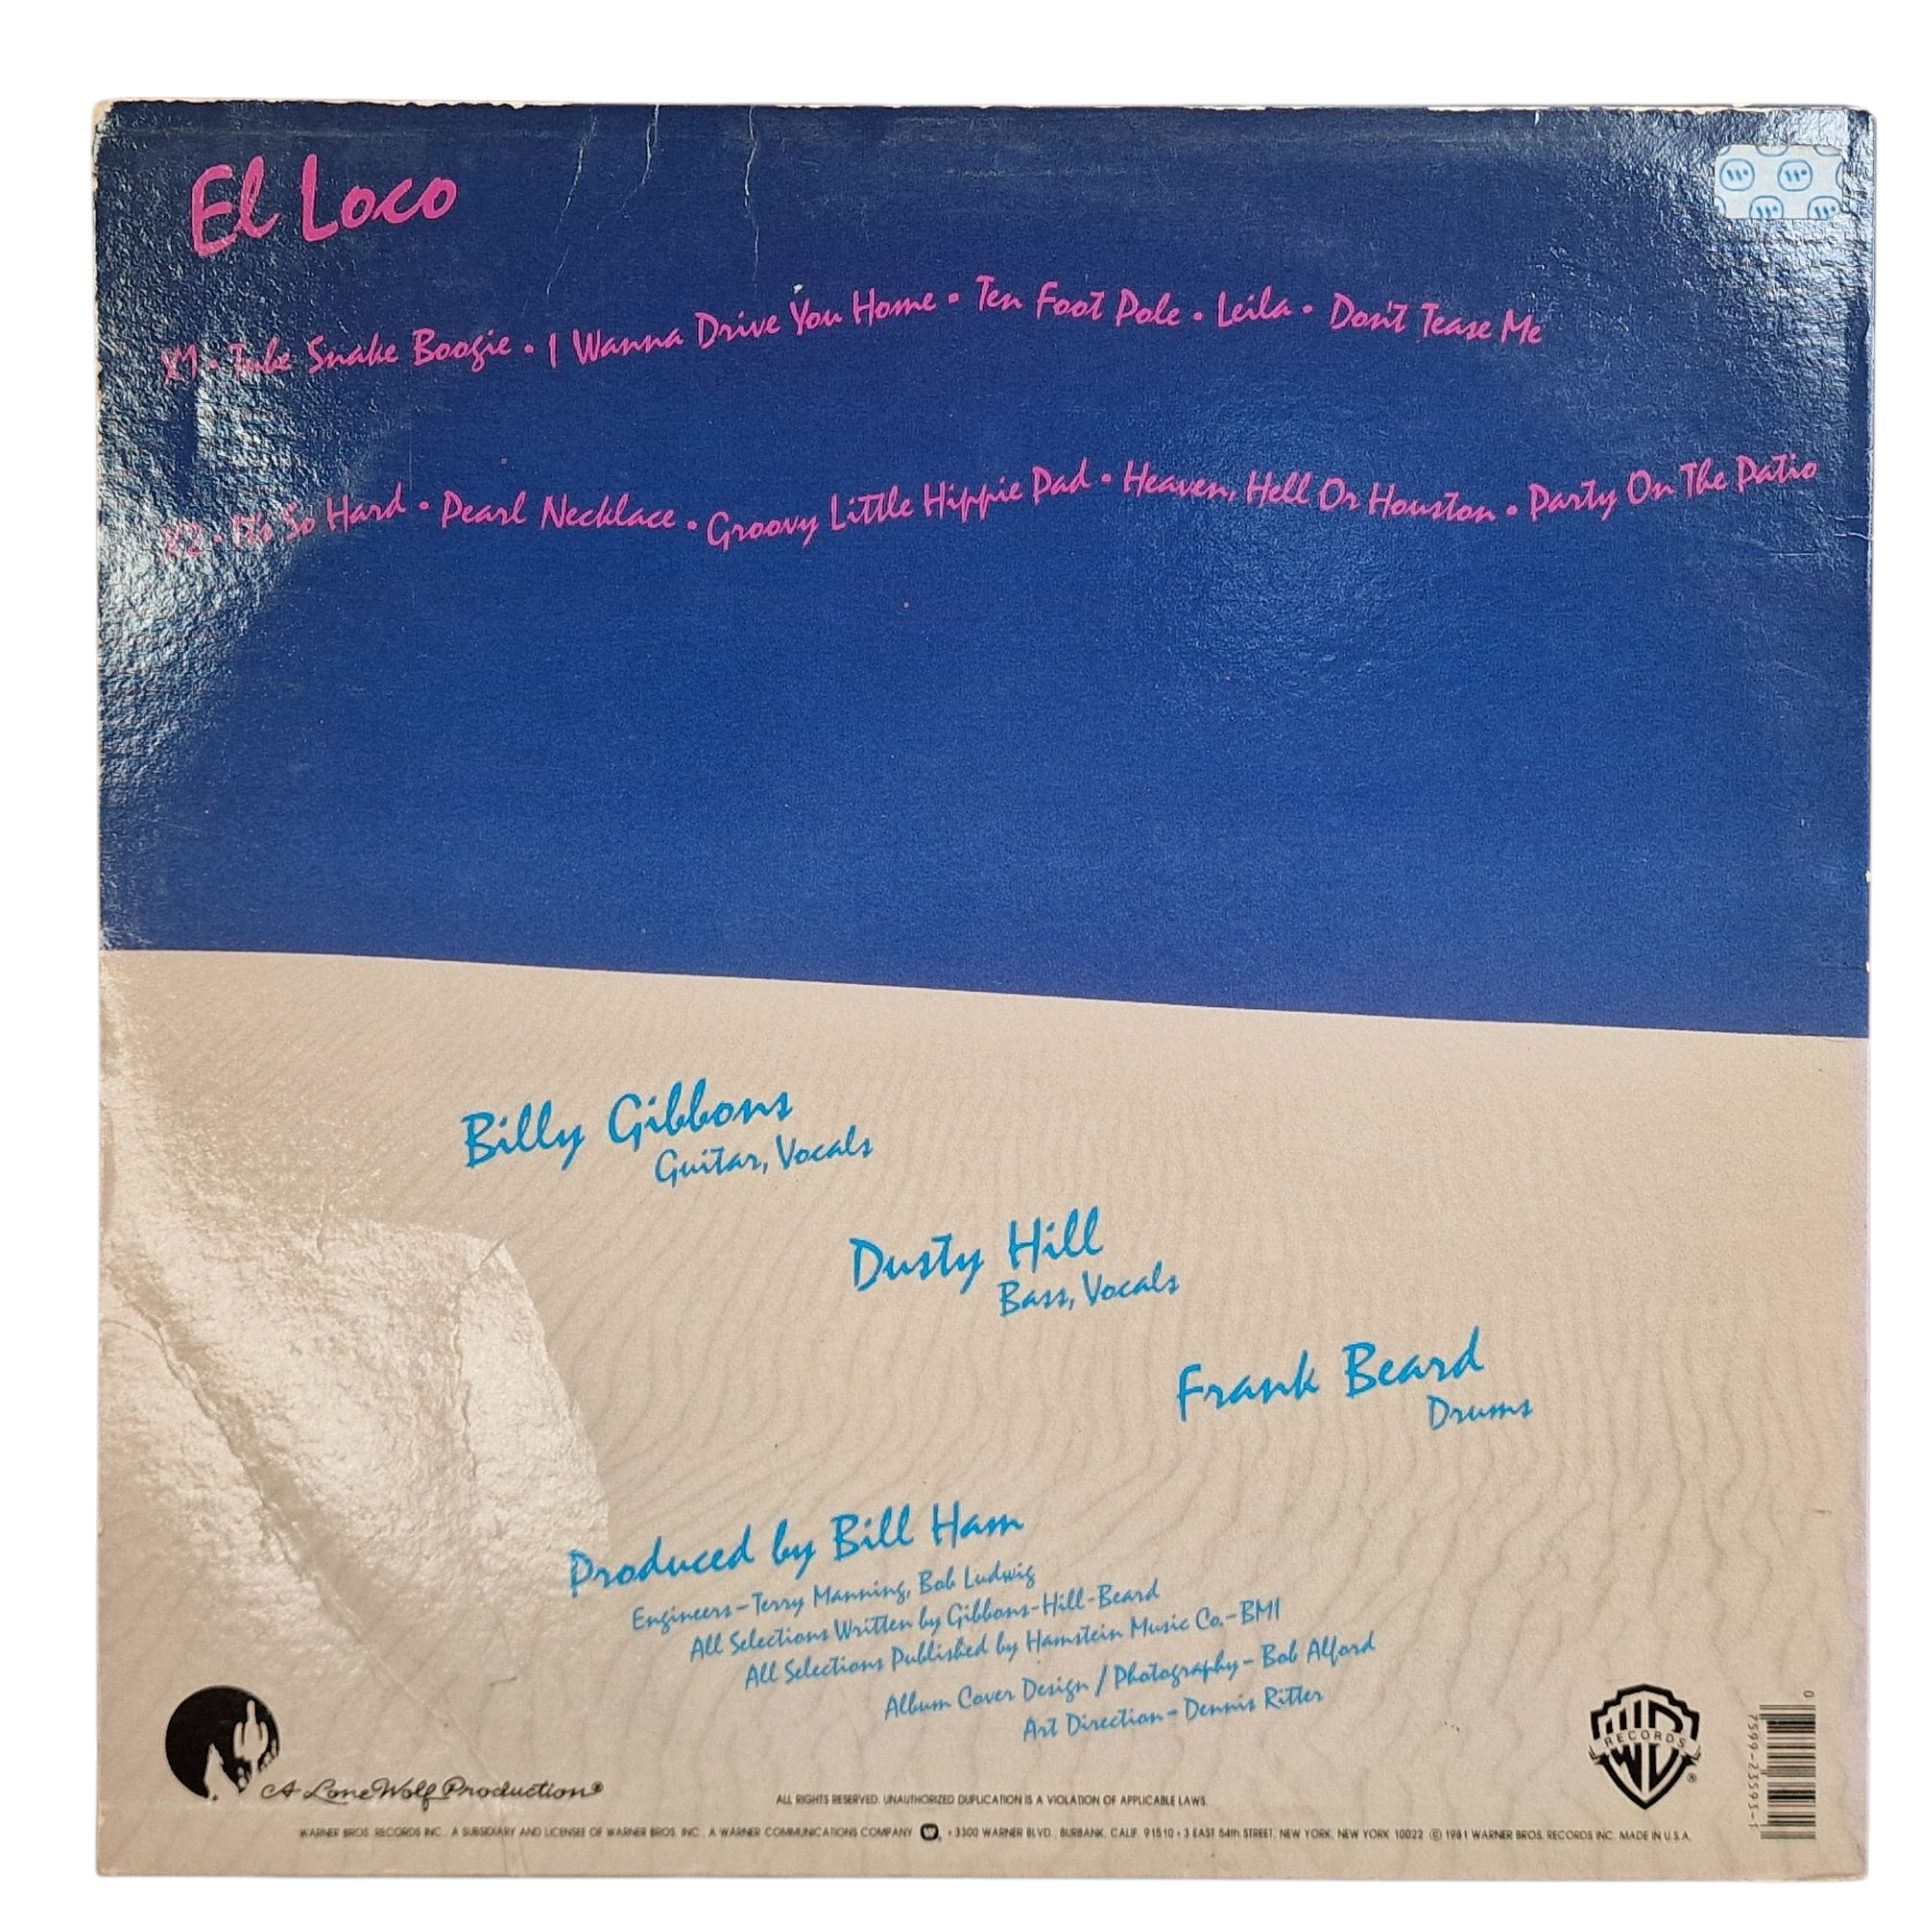 El Loco
X1 • Tube Snake Boogie • I Wanna Drive You Home • Ten Foot Pole • Leila • Don't Tease Me
X2 • It's So Hard • Pearl Necklace • Groovy Little Hippie Pad • Heaven, Hell Or Houston • Party On The Patio
Billy Gibbons
Guitar, Vocals
Dusty Hill
Bass, Vocals
Frank Beard
Drums
Produced by Bill Ham
Engineers – Terry Manning, Bob Ludwig
All Selections Written by Gibbons-Hill-Beard
All Selections Published by Hamstein Music Co. – BMI
Album Cover Design / Photography – Bob Alford
Art Direction – Dennis Ritter
A Lone Wolf Production®
WB RECORDS ®
0 7599-23593-1
ALL RIGHTS RESERVED. UNAUTHORIZED DUPLICATION IS A VIOLATION OF APPLICABLE LAWS.
WARNER BROS. RECORDS INC., A SUBSIDIARY AND LICENSEE OF WARNER BROS. INC., A WARNER COMMUNICATIONS COMPANY • 3300 WARNER BLVD., BURBANK, CALIF. 91510 • 3 EAST 54th STREET, NEW YORK, NEW YORK 10022 © 1981 WARNER BROS. RECORDS INC. MADE IN U.S.A.